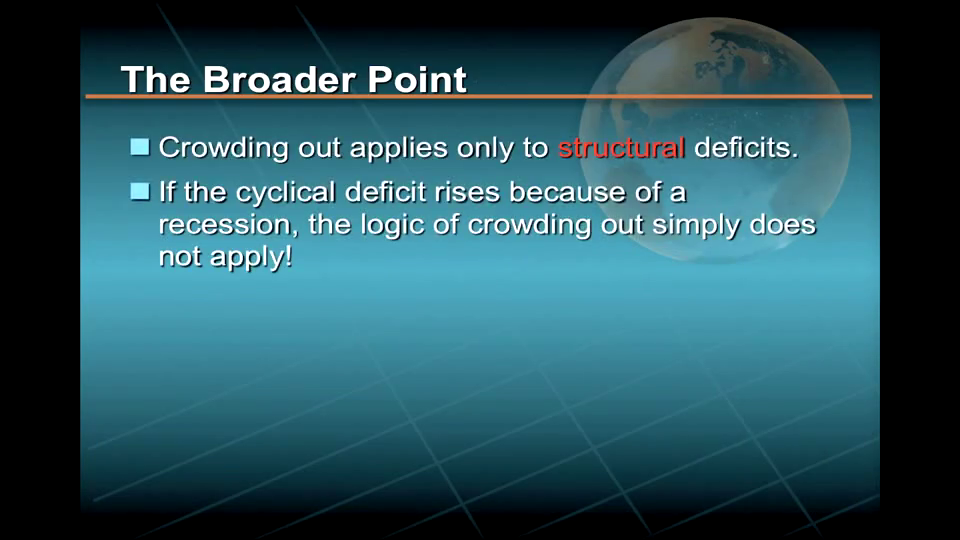 The Broader Point
Crowding out applies only to structural deficits.
If the cyclical deficit rises because of a
recession, the logic of crowding out simply does
not apply!